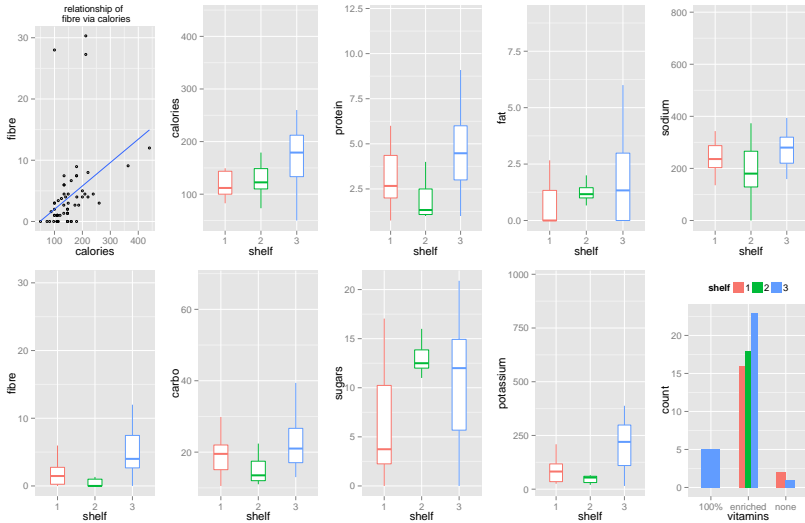 relationship of
fibre via calories
fibre
30
20
10
0
100 200 300 400
calories
calories
400
300
200
100
1 2 3
shelf
protein
12.5
10.0
7.5
5.0
2.5
1 2 3
shelf
fat
7.5
5.0
2.5
0.0
1 2 3
shelf
sodium
800
600
400
200
0
1 2 3
shelf
fibre
30
20
10
0
1 2 3
shelf
carbo
60
40
20
1 2 3
shelf
sugars
20
15
10
5
0
1 2 3
shelf
potassium
1000
750
500
250
0
1 2 3
shelf
shelf 1 2 3
count
20
15
10
5
0
100% enriched none
vitamins